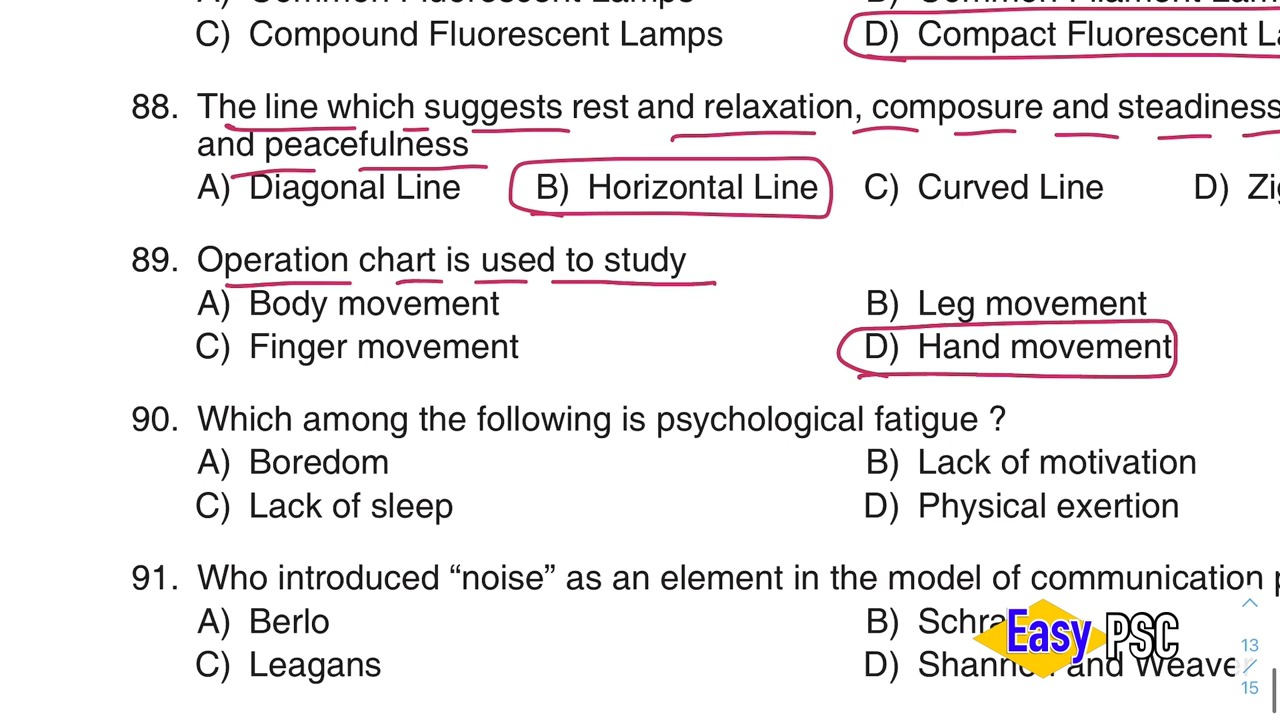 C) Compound Fluorescent Lamps D) Compact Fluorescent
88. The line which suggests rest and relaxation, composure and steadiness
and peacefulness
A) Diagonal Line B) Horizontal Line C) Curved Line D)
89. Operation chart is used to study
A) Body movement B) Leg movement
C) Finger movement D) Hand movement
90. Which among the following is psychological fatigue ?
A) Boredom B) Lack of motivation
C) Lack of sleep D) Physical exertion
91. Who introduced “noise” as an element in the model of communication
A) Berlo B)
C) Leagans D) and
Easy PSC
13
15